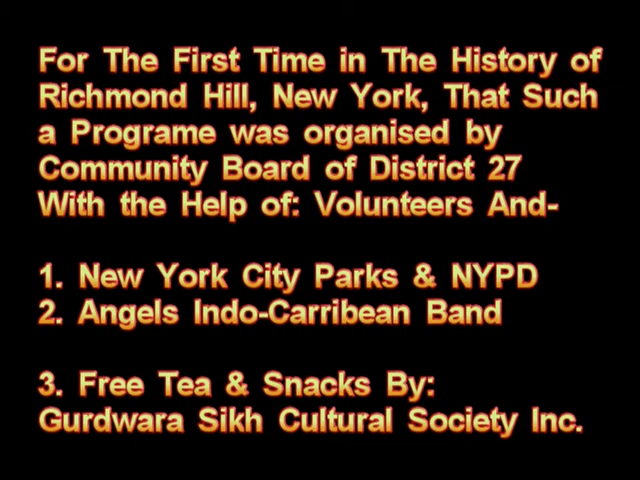 For The First Time in The History of
Richmond Hill, New York, That Such
a Programe was organised by
Community Board of District 27
With the Help of: Volunteers And-
1. New York City Parks & NYPD
2. Angels Indo-Carribean Band
3. Free Tea & Snacks By:
Gurdwara Sikh Cultural Society Inc.